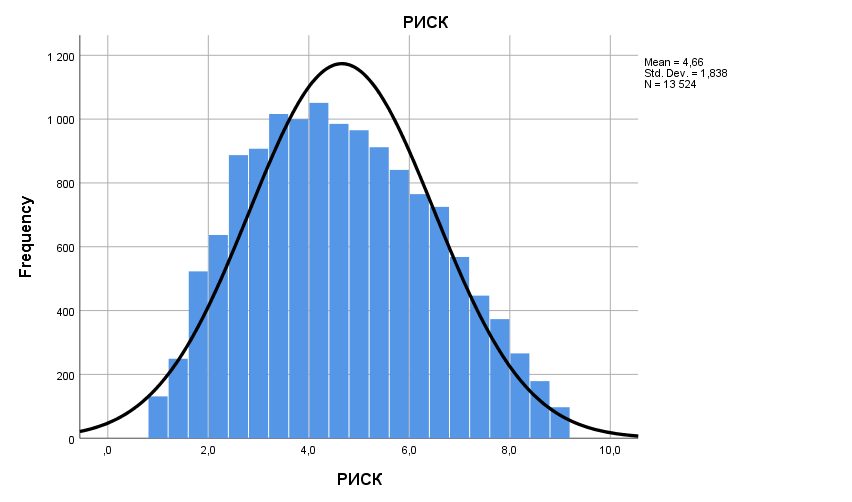 РИСК
Mean = 4,66
Std. Dev. = 1,838
N = 13 524
Frequency
1 200
1 000
800
600
400
200
0
,0
2,0
4,0
6,0
8,0
10,0
РИСК